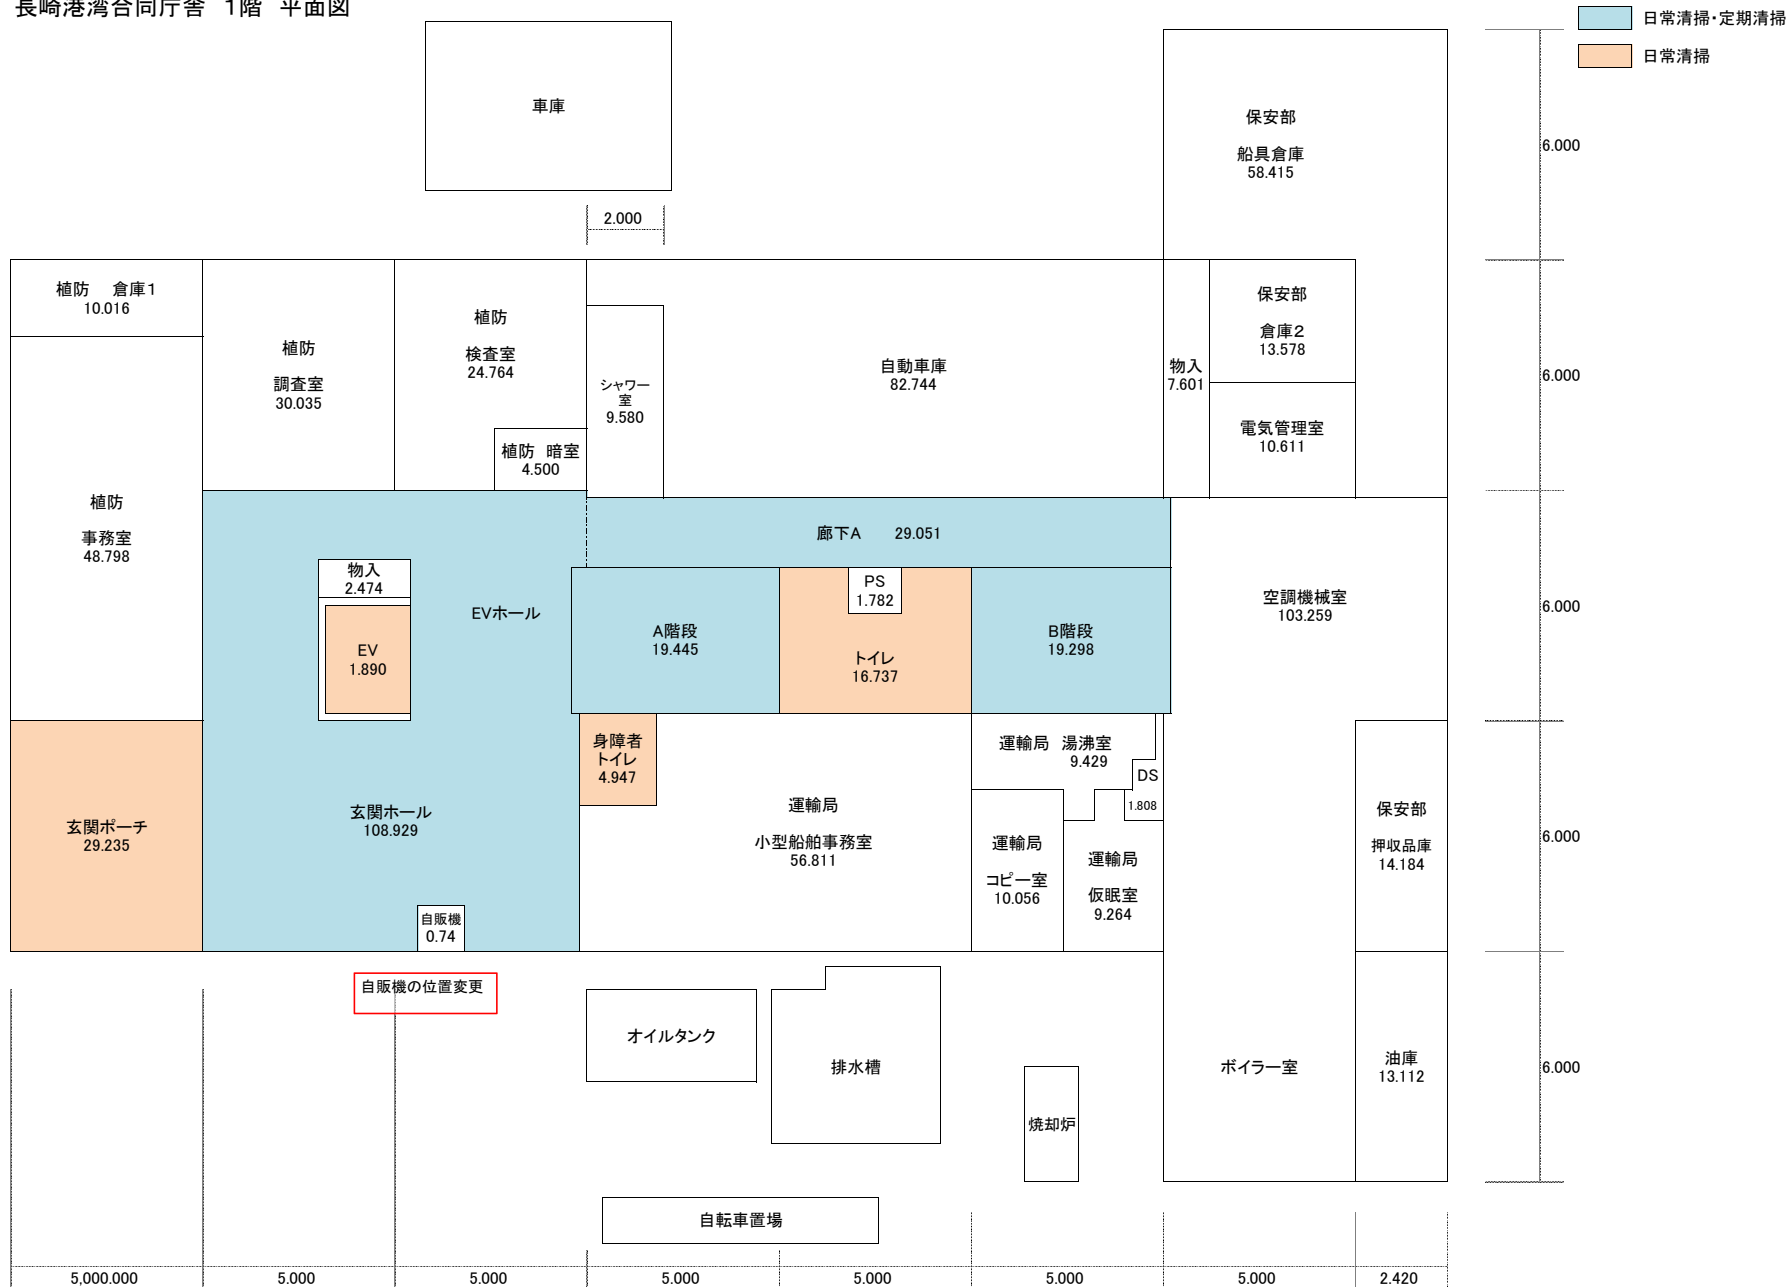 長崎港湾合同庁舎 1階 平面図
日常清掃・定期清掃
日常清掃
車庫
保安部
船具倉庫
58.415
6.000
2.000
植防 倉庫1
10.016
植防
調査室
30.035
植防
検査室
24.764
植防 暗室
4.500
シャワー
室
9.580
自動車庫
82.744
物入
7.601
保安部
倉庫2
13.578
電気管理室
10.611
6.000
植防
事務室
48.798
物入
2.474
EV
1.890
EVホール
廊下A 29.051
A階段
19.445
PS
1.782
トイレ
16.737
B階段
19.298
空調機械室
103.259
6.000
玄関ポーチ
29.235
玄関ホール
108.929
自販機
0.74
身障者
トイレ
4.947
運輸局
小型船舶事務室
56.811
運輸局 湯沸室
9.429
DS
1.808
運輸局
コピー室
10.056
運輸局
仮眠室
9.264
保安部
押収品庫
14.184
6.000
自販機の位置変更
オイルタンク
排水槽
焼却炉
ボイラー室
油庫
13.112
6.000
自転車置場
5,000.000
5.000
5.000
5.000
5.000
5.000
5.000
2.420